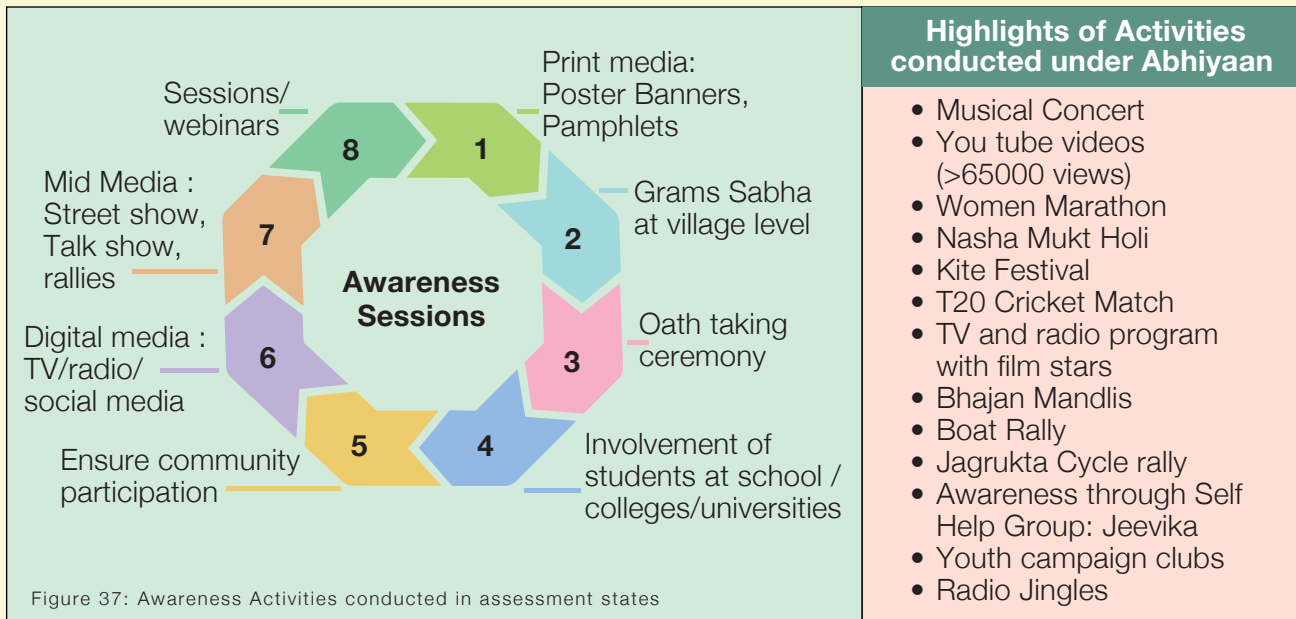 Print media:
Poster Banners,
Pamphlets
1
Grams Sabha
at village level
2
Oath taking
ceremony
3
Involvement of
students at school /
colleges/universities
4
Ensure community
participation
5
Digital media :
TV/radio/
social media
6
Mid Media :
Street show,
Talk show,
rallies
7
Sessions/
webinars
8
Awareness
Sessions
Figure 37: Awareness Activities conducted in assessment states
Highlights of Activities
conducted under Abhiyaan
• Musical Concert
• You tube videos
(>65000 views)
• Women Marathon
• Nasha Mukt Holi
• Kite Festival
• T20 Cricket Match
• TV and radio program
with film stars
• Bhajan Mandlis
• Boat Rally
• Jagrukta Cycle rally
• Awareness through Self
Help Group: Jeevika
• Youth campaign clubs
• Radio Jingles